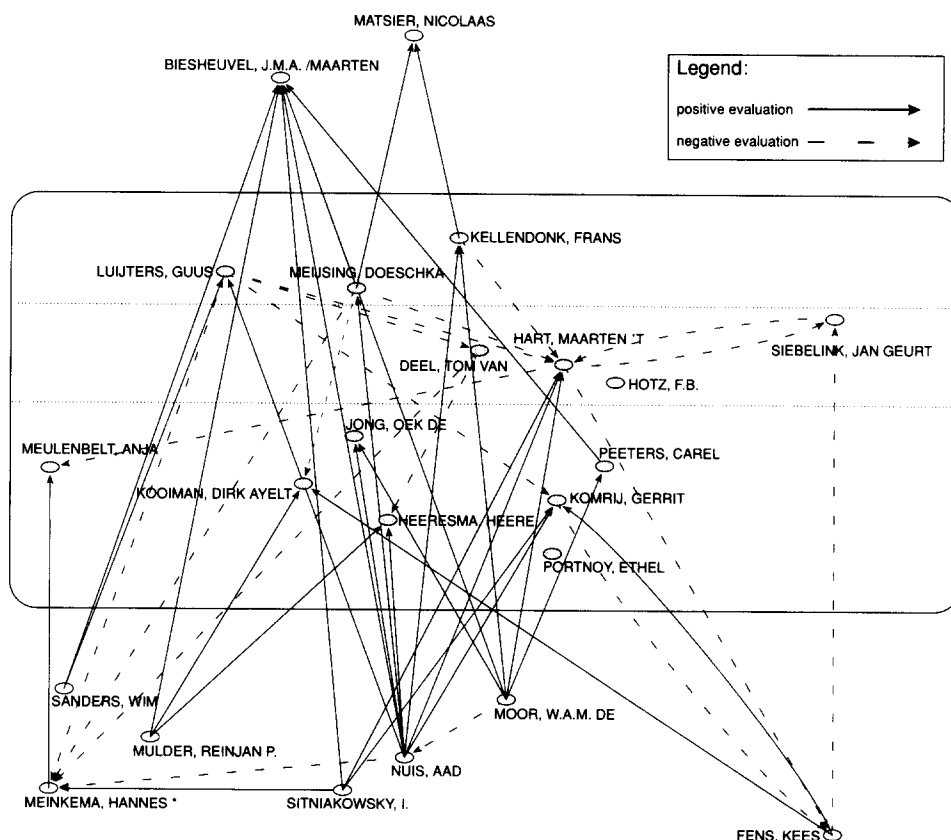 MATSIER, NICOLAAS
BIESHEUVEL, J.M.A. /MAARTEN
Legend:
positive evaluation
negative evaluation
KELLENDONK, FRANS
LUIJTERS, GUUS
MEIJSING, DOESCHKA
HART, MAARTEN 'T
SIEBELINK, JAN GEURT
DEEL, TOM VAN
HOTZ, F.B.
JONG, OEK DE
MEULENBELT, ANJA
PEETERS, CAREL
KOOIMAN, DIRK AYELT
KOMRIJ, GERRIT
HEERESMA, HEERE
PORTNOY, ETHEL
SANDERS, WIM
MOOR, W.A.M. DE
MULDER, REINJAN P.
NUIS, AAD
MEINKEMA, HANNES *
SITNIAKOWSKY, I.
FENS, KEES